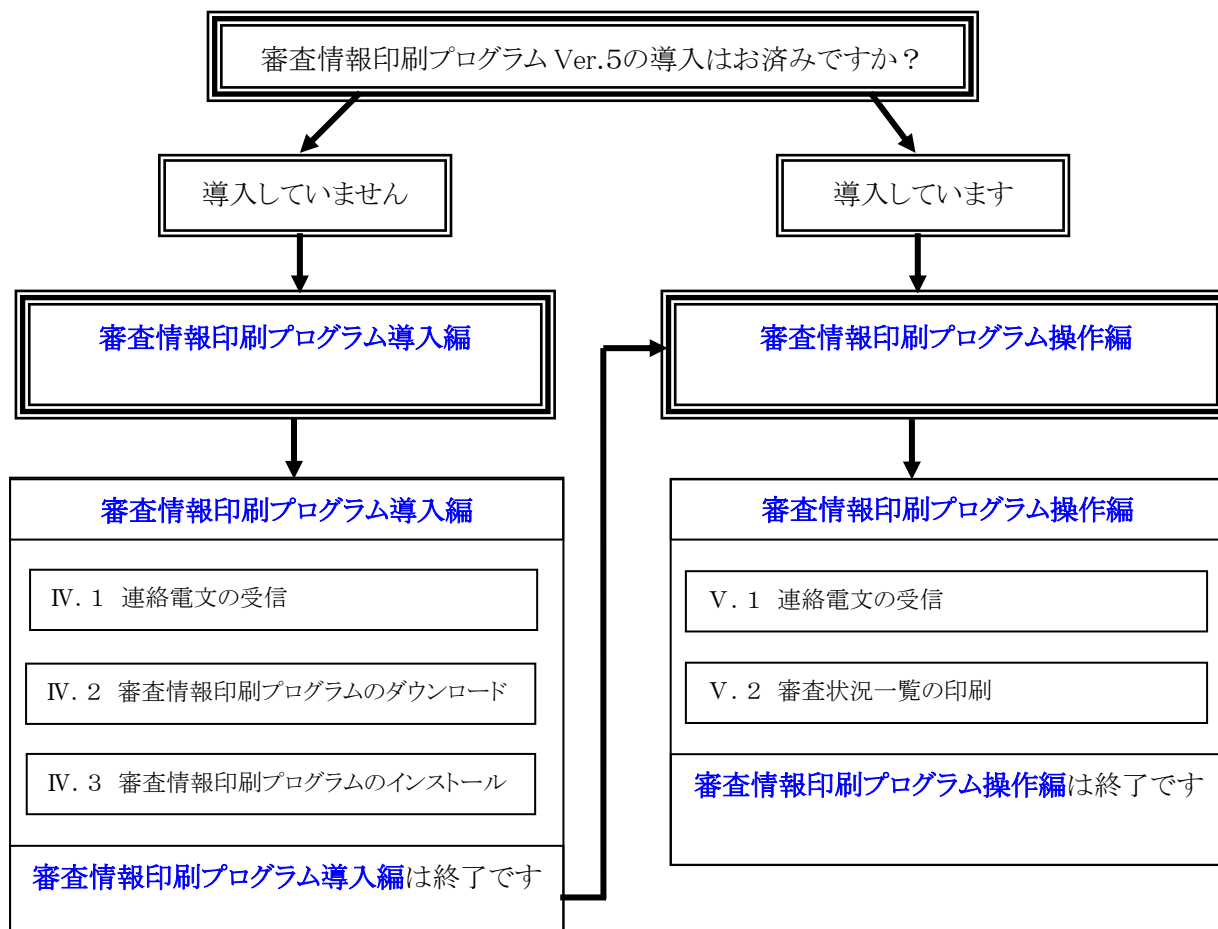 審査情報印刷プログラム Ver.5の導入はお済みですか？
導入していません
導入しています
審査情報印刷プログラム導入編
審査情報印刷プログラム操作編
審査情報印刷プログラム導入編
Ⅳ．１ 連絡電文の受信
Ⅳ．２ 審査情報印刷プログラムのダウンロード
Ⅳ．３ 審査情報印刷プログラムのインストール
審査情報印刷プログラム導入編は終了です
審査情報印刷プログラム操作編
Ⅴ．１ 連絡電文の受信
Ⅴ．２ 審査状況一覧の印刷
審査情報印刷プログラム操作編は終了です